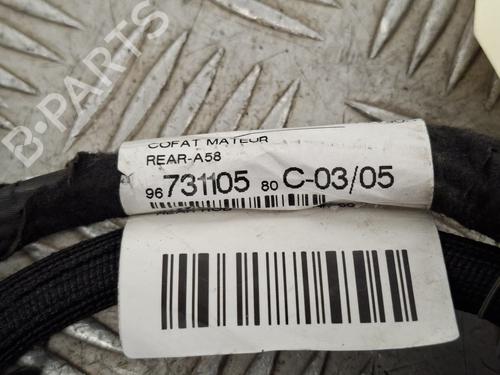 B-PARTS
COFAT MATEUR
REAR-A58
96 731105 80 C-03/05